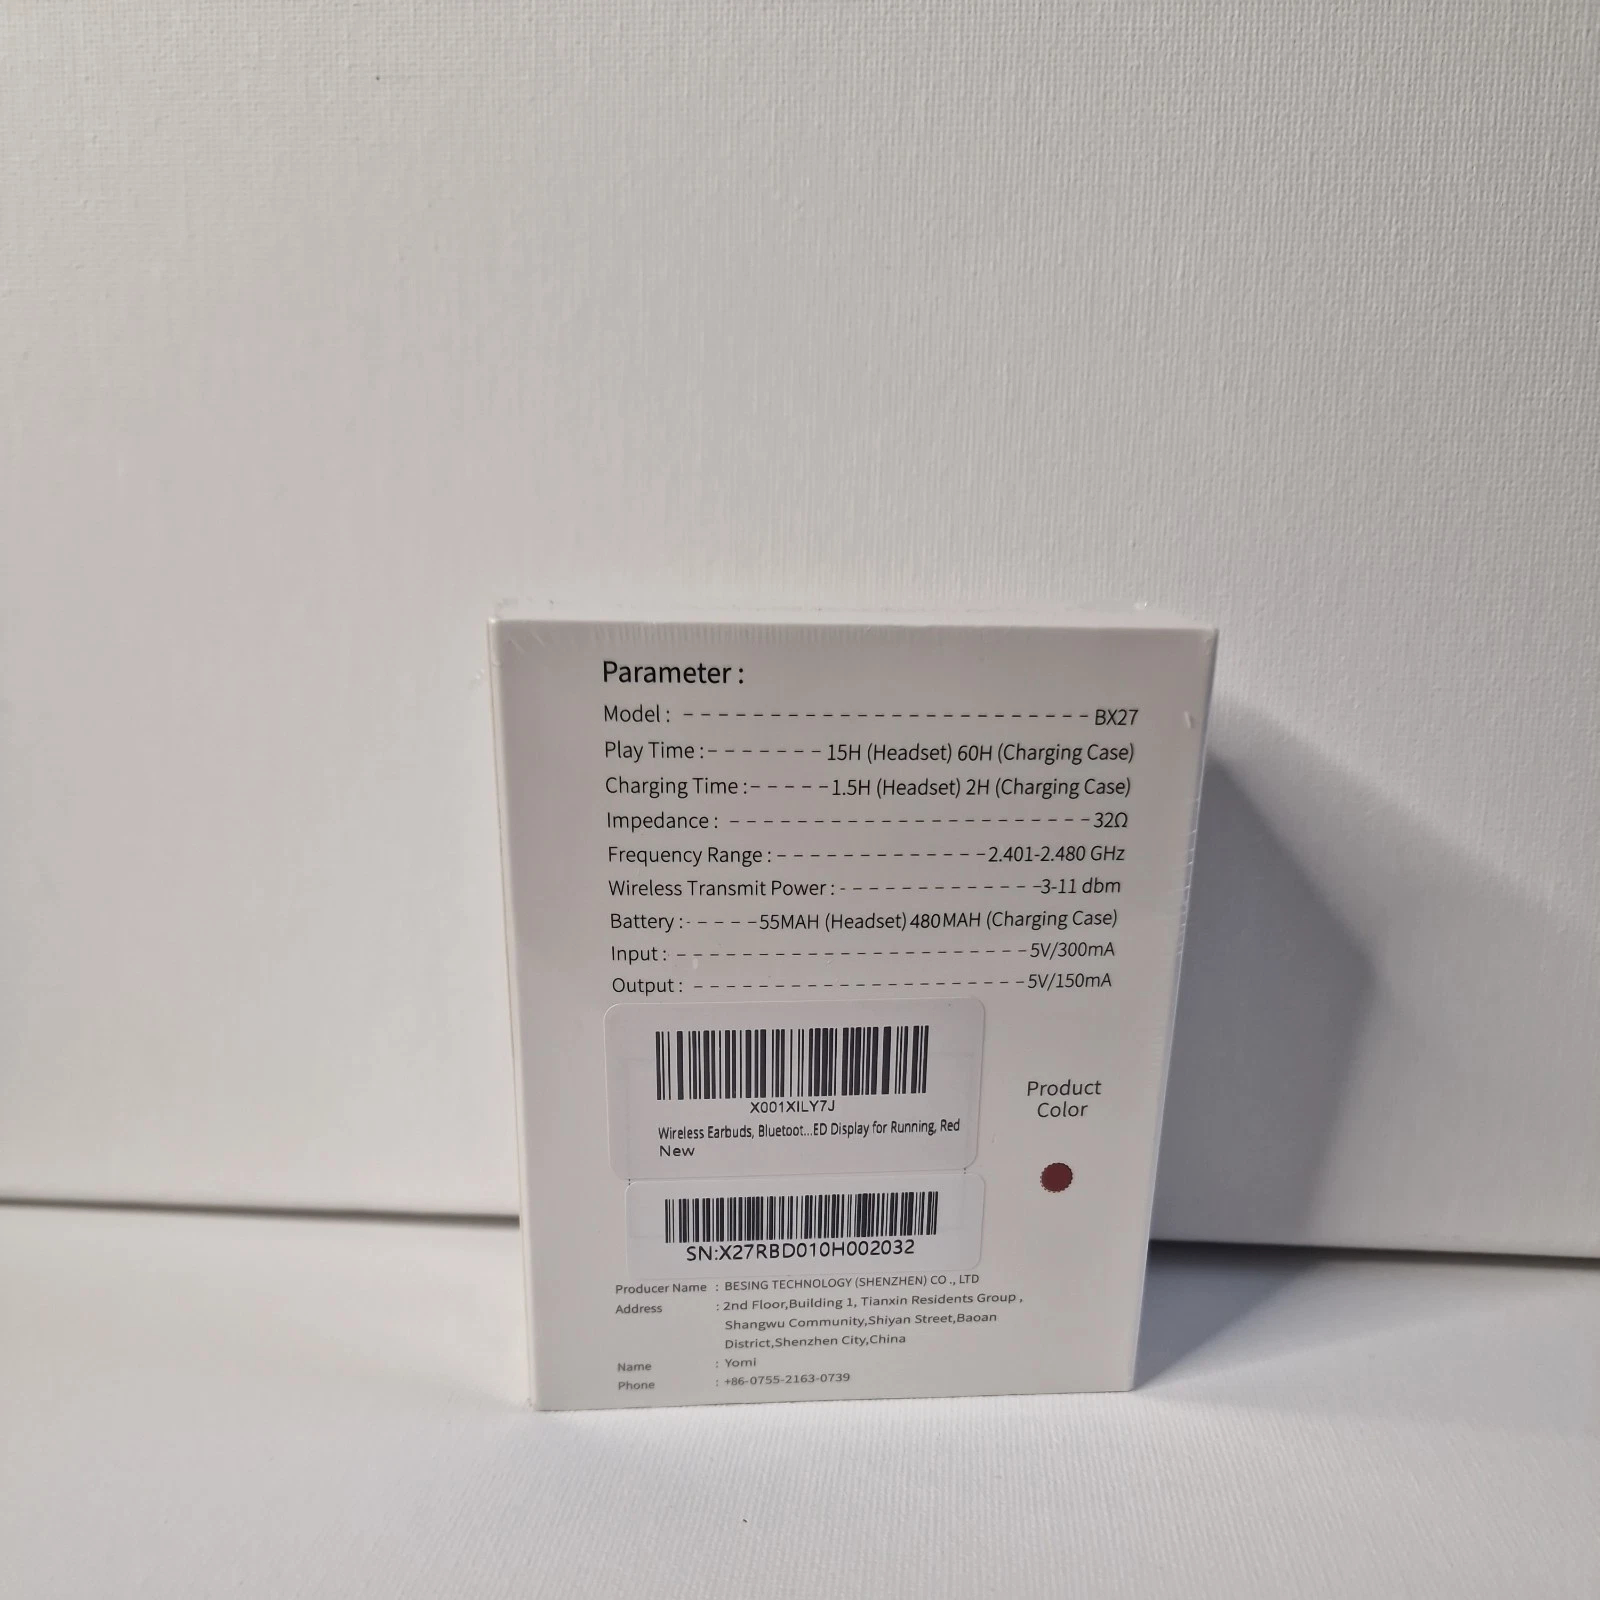 Parameter :
Model : - - - - - - - - - - - - - - - - - - - - - - - - BX27
Play Time : - - - - - - - 15H (Headset) 60H (Charging Case)
Charging Time : - - - - - 1.5H (Headset) 2H (Charging Case)
Impedance : - - - - - - - - - - - - - - - - - - - - - - 32Ω
Frequency Range : - - - - - - - - - - - - - 2.401-2.480 GHz
Wireless Transmit Power : - - - - - - - - - - - - -3-11 dbm
Battery : - - - - - 55MAH (Headset) 480MAH (Charging Case)
Input : - - - - - - - - - - - - - - - - - - - - - - 5V/300mA
Output : - - - - - - - - - - - - - - - - - - - - - 5V/150mA
X001XILY7J
Wireless Earbuds, Bluetoot...ED Display for Running, Red
New
Product
Color
SN:X27RBD010H002032
Producer Name : BESING TECHNOLOGY (SHENZHEN) CO ., LTD
Address : 2nd Floor,Building 1, Tianxin Residents Group ,
Shangwu Community,Shiyan Street,Baoan
District,Shenzhen City,China
Name : Yomi
Phone : +86-0755-2163-0739